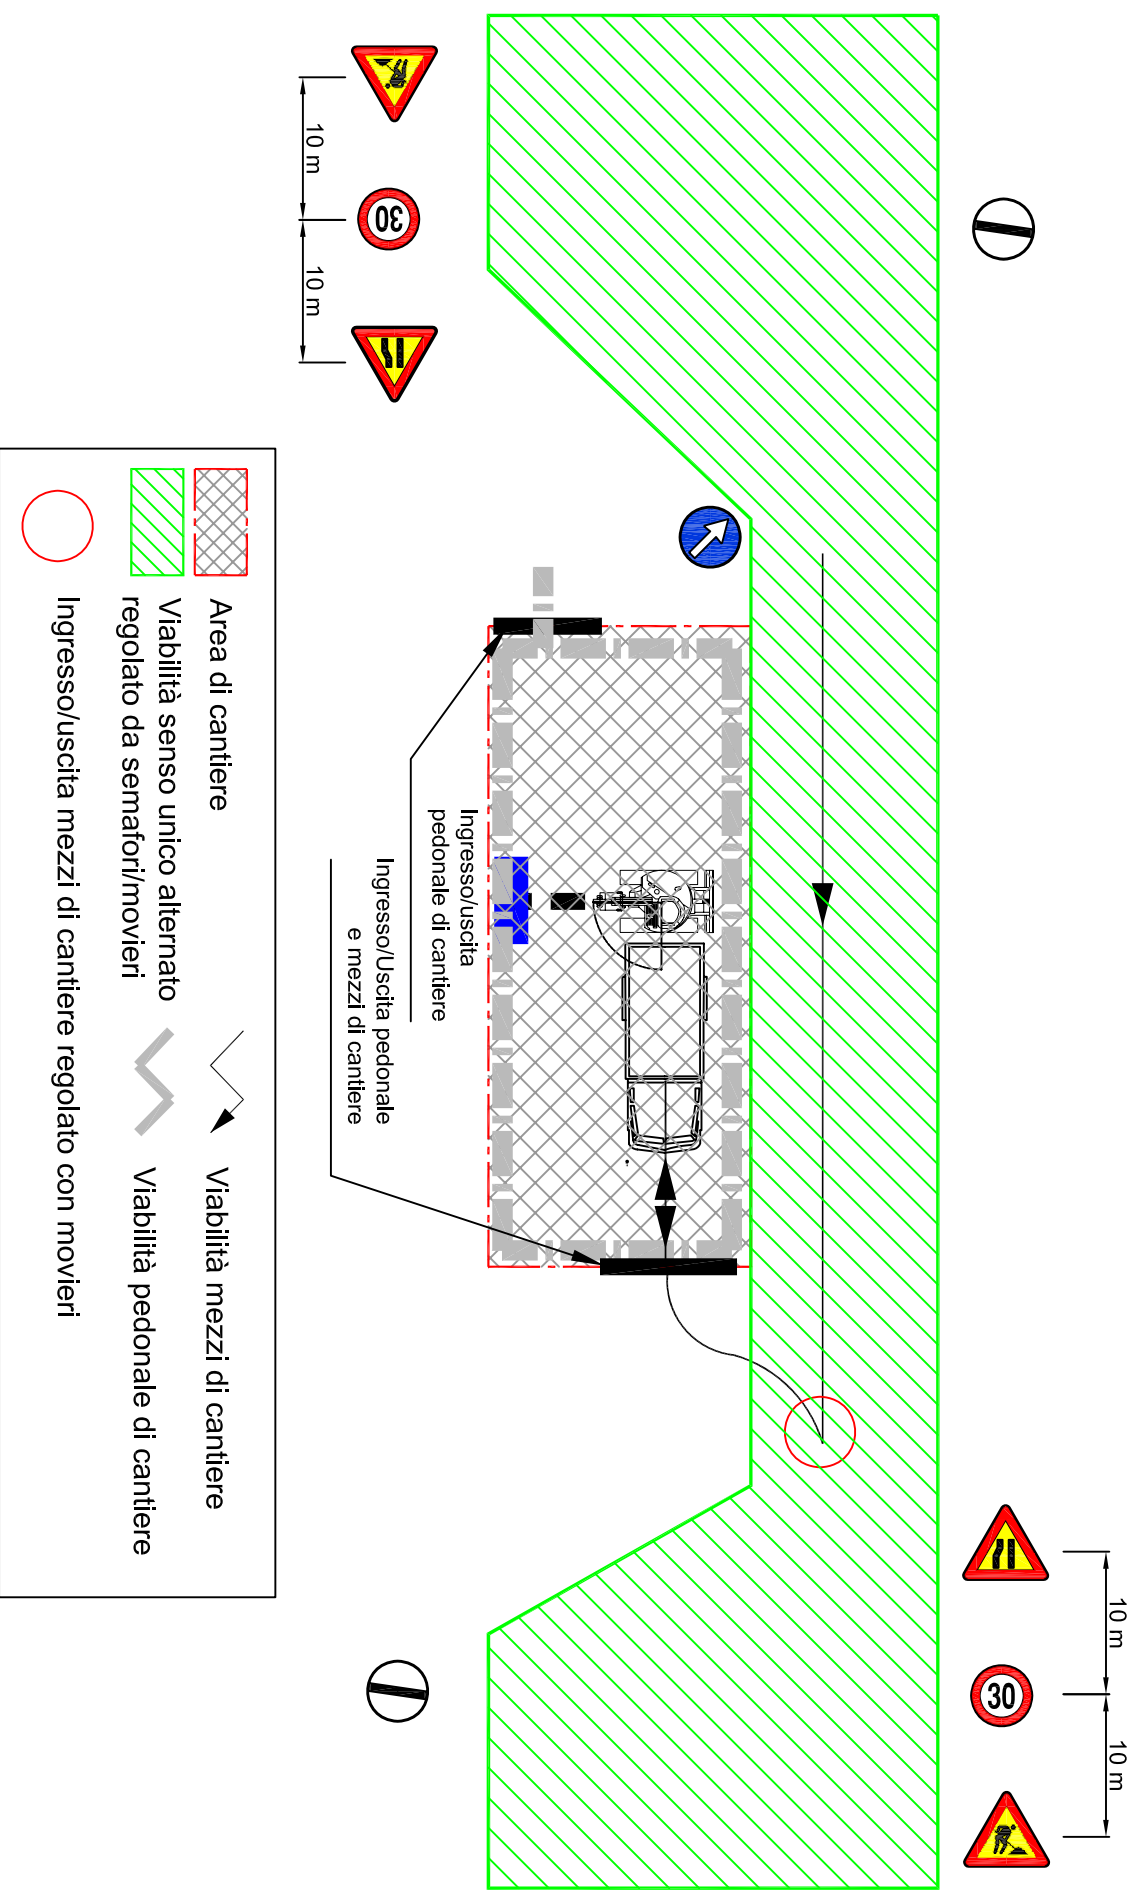 10 m
10 m
30
30
10 m
10 m
Ingresso/uscita
pedonale di cantiere
Ingresso/Uscita pedonale
e mezzi di cantiere
Area di cantiere
Viabilità mezzi di cantiere
Viabilità senso unico alternato
regolato da semafori/movieri
Viabilità pedonale di cantiere
Ingresso/uscita mezzi di cantiere regolato con movieri